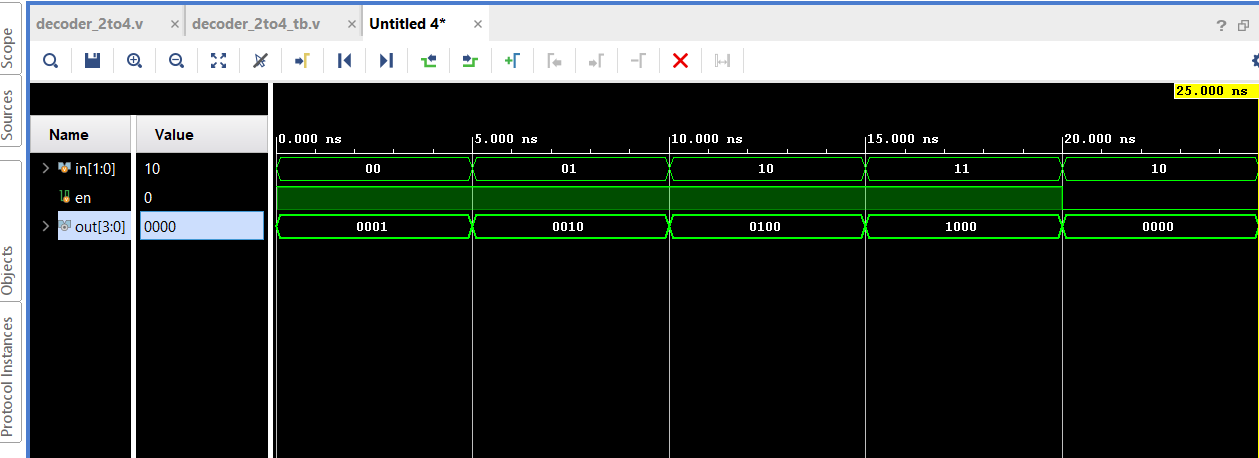 decoder_2to4.v × decoder_2to4_tb.v × Untitled 4* ×
?
Scope
Sources
Objects
Protocol Instances
25.000 ns
Name Value
0.000 ns 5.000 ns 10.000 ns 15.000 ns 20.000 ns
in[1:0] 10 00 01 10 11 10
en 0
out[3:0] 0000 0001 0010 0100 1000 0000